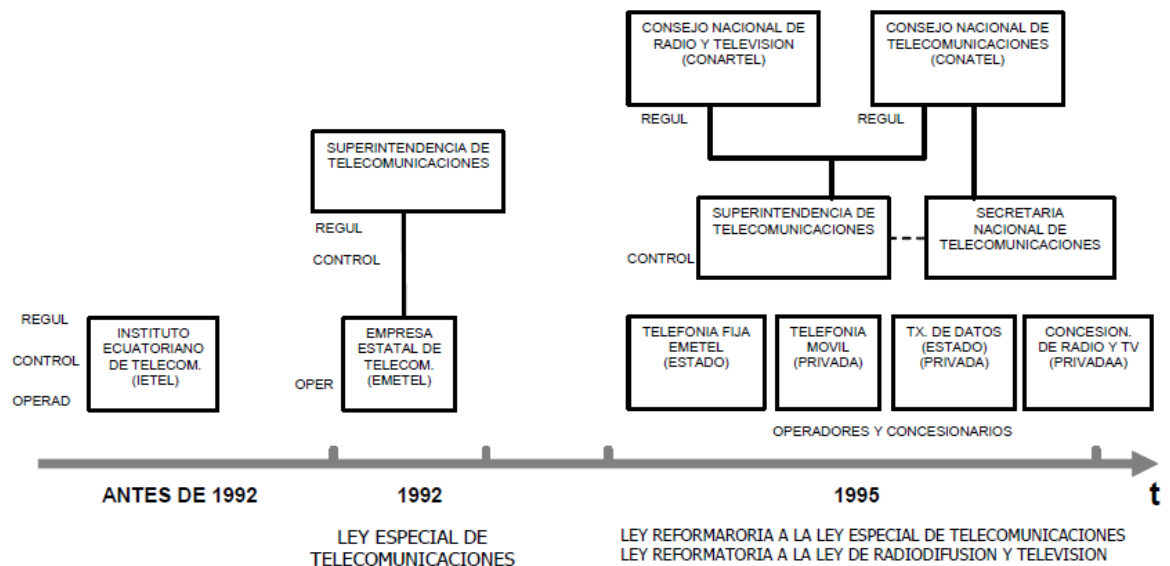 CONSEJO NACIONAL DE
RADIO Y TELEVISION
(CONARTEL)
CONSEJO NACIONAL DE
TELECOMUNICACIONES
(CONATEL)
REGUL
REGUL
SUPERINTENDENCIA DE
TELECOMUNICACIONES
REGUL
CONTROL
SUPERINTENDENCIA DE
TELECOMUNICACIONES
SECRETARIA
NACIONAL DE
TELECOMUNICACIONES
CONTROL
REGUL
CONTROL
OPERAD
INSTITUTO
ECUATORIANO
DE TELECOM.
(IETEL)
OPER
EMPRESA
ESTATAL DE
TELECOM.
(EMETEL)
TELEFONIA FIJA
EMETEL
(ESTADO)
TELEFONIA
MOVIL
(PRIVADA)
TX. DE DATOS
(ESTADO)
(PRIVADA)
CONCESION.
DE RADIO Y TV
(PRIVADAA)
OPERADORES Y CONCESIONARIOS
ANTES DE 1992
1992
1995
t
LEY ESPECIAL DE
TELECOMUNICACIONES
LEY REFORMARORIA A LA LEY ESPECIAL DE TELECOMUNICACIONES
LEY REFORMATORIA A LA LEY DE RADIODIFUSION Y TELEVISION